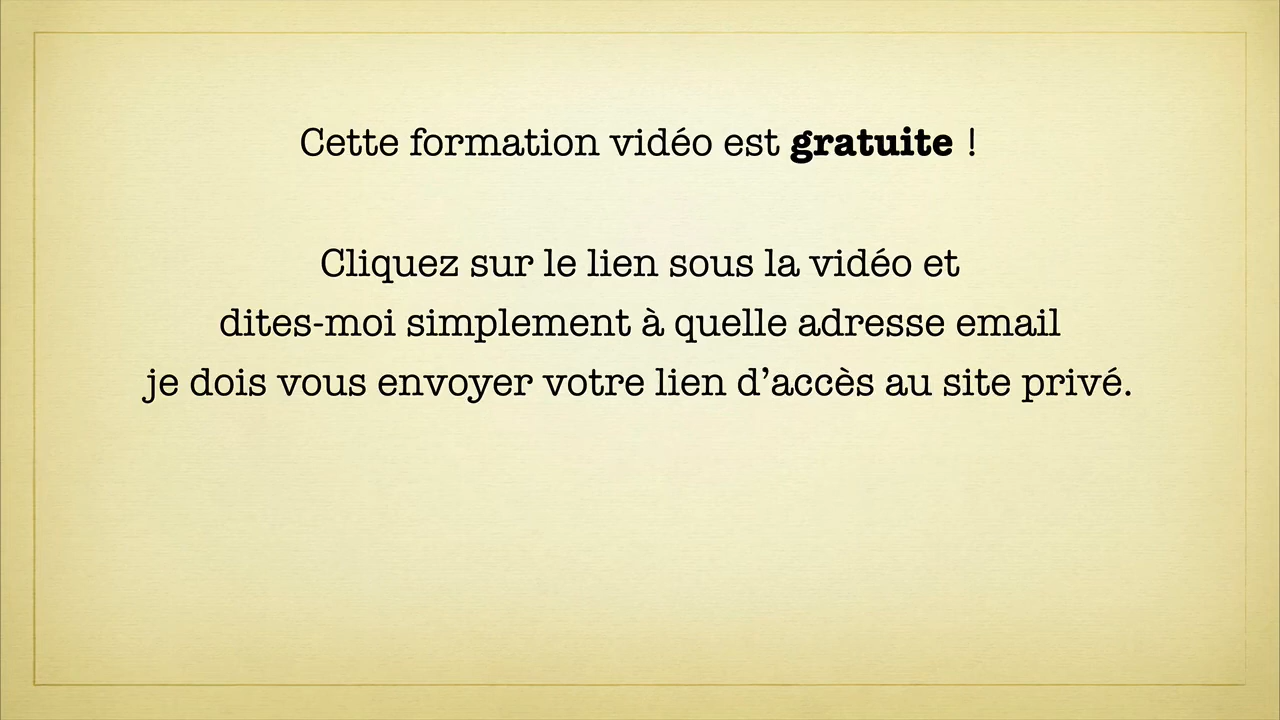 Cette formation vidéo est gratuite !
Cliquez sur le lien sous la vidéo et
dites-moi simplement à quelle adresse email
je dois vous envoyer votre lien d’accès au site privé.